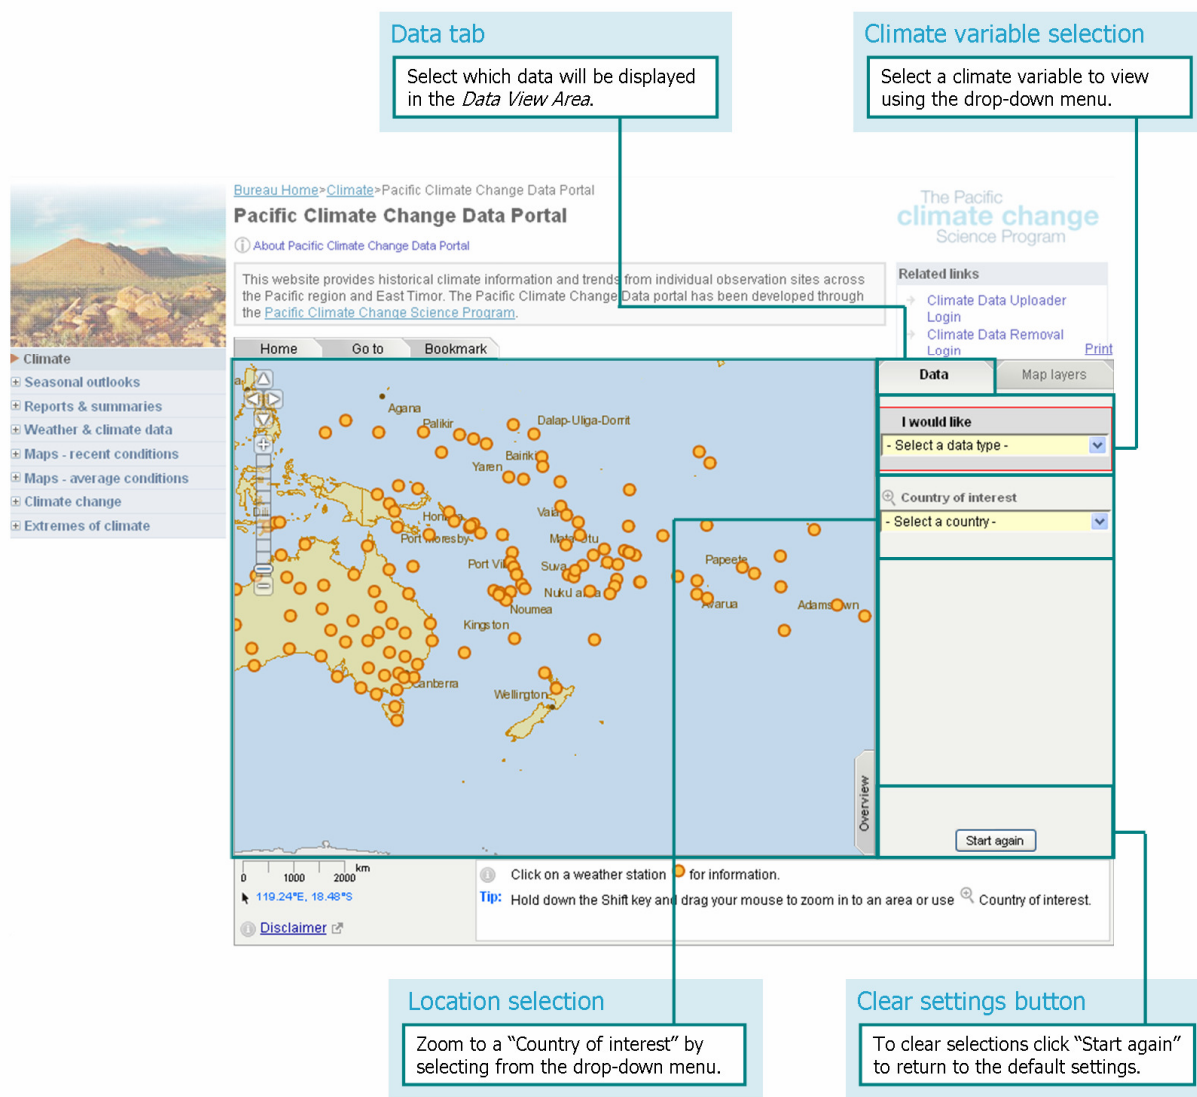 Data tab
Select which data will be displayed
in the Data View Area.
Climate variable selection
Select a climate variable to view
using the drop-down menu.
Bureau Home>Climate>Pacific Climate Change Data Portal
Pacific Climate Change Data Portal
About Pacific Climate Change Data Portal
The Pacific
climate change
Science Program
This website provides historical climate information and trends from individual observation sites across
the Pacific region and East Timor. The Pacific Climate Change Data portal has been developed through
the Pacific Climate Change Science Program.
Related links
Climate Data Uploader
Login
Climate Data Removal
Login
Print
Climate
Seasonal outlooks
Reports & summaries
Weather & climate data
Maps - recent conditions
Maps - average conditions
Climate change
Extremes of climate
Home
Go to
Bookmark
Data
Map layers
I would like
- Select a data type -
Country of interest
- Select a country -
Start again
Agana
Palikir
Dalap-Uliga-Dorrit
Bairiki
Yaren
Port Moresby
Port Vil
Suva
Noumea
Kingston
Papeete
Avarua
Adamstown
Canberra
Wellington
Overview
km
0 1000 2000
119.24°E, 18.48°S
Disclaimer
Click on a weather station for information.
Tip: Hold down the Shift key and drag your mouse to zoom in to an area or use Country of interest.
Location selection
Zoom to a “Country of interest” by
selecting from the drop-down menu.
Clear settings button
To clear selections click “Start again”
to return to the default settings.